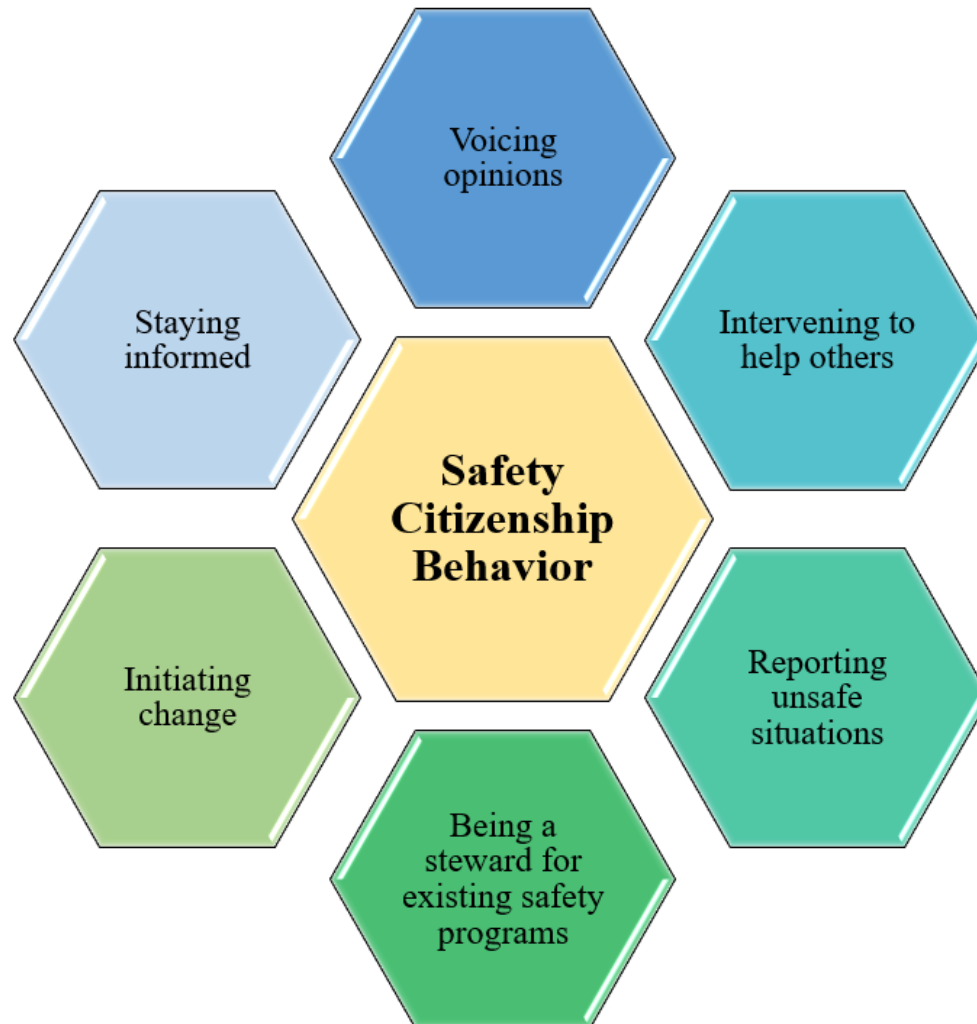 Voicing
opinions
Staying
informed
Intervening to
help others
Safety
Citizenship
Behavior
Initiating
change
Reporting
unsafe
situations
Being a
steward for
existing safety
programs